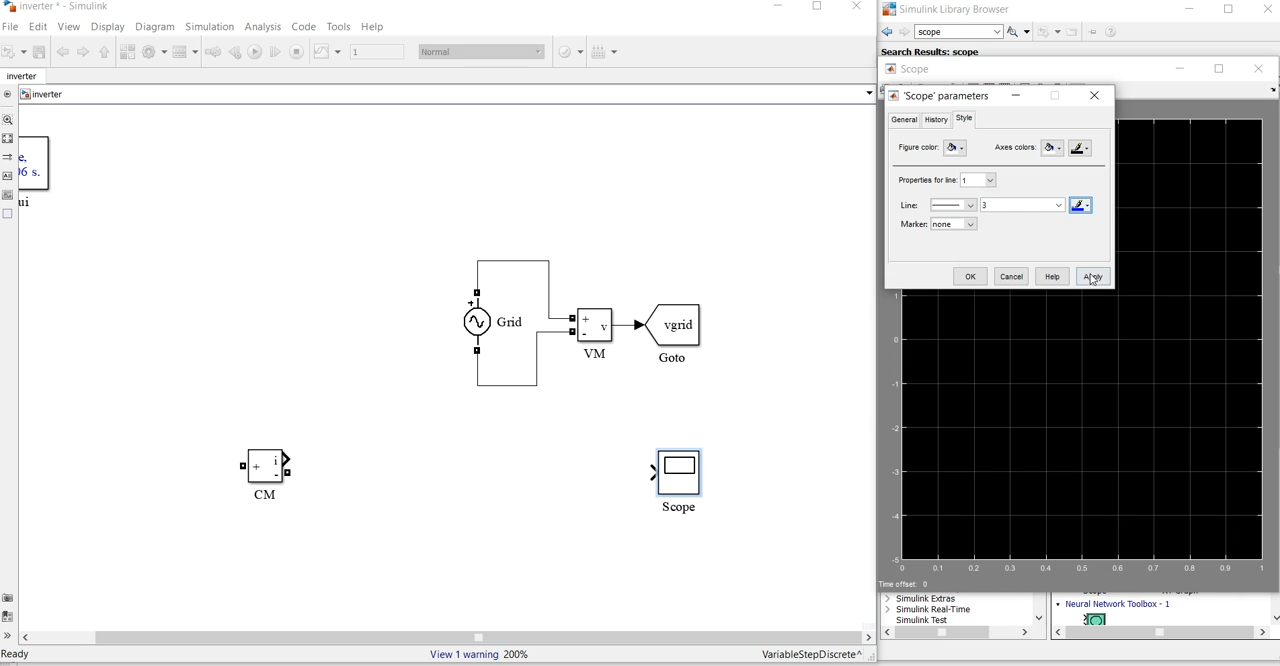 inverter * - Simulink
File Edit View Display Diagram Simulation Analysis Code Tools Help
1
Normal
inverter
inverter
e,
06 s.
ui
+
Grid
+
-
v
VM
vgrid
Goto
+
i
-
CM
Scope
Ready
View 1 warning 200%
VariableStepDiscrete^
Simulink Library Browser
scope
Search Results: scope
Scope
'Scope' parameters
General History Style
Figure color: Axes colors:
Properties for line: 1
Line: 3
Marker: none
OK Cancel Help Apply
1
0
-1
-2
-3
-4
-5
0 0.1 0.2 0.3 0.4 0.5 0.6 0.7 0.8 0.9 1
Time offset: 0
Simulink Extras
Simulink Real-Time
Simulink Test
Neural Network Toolbox - 1